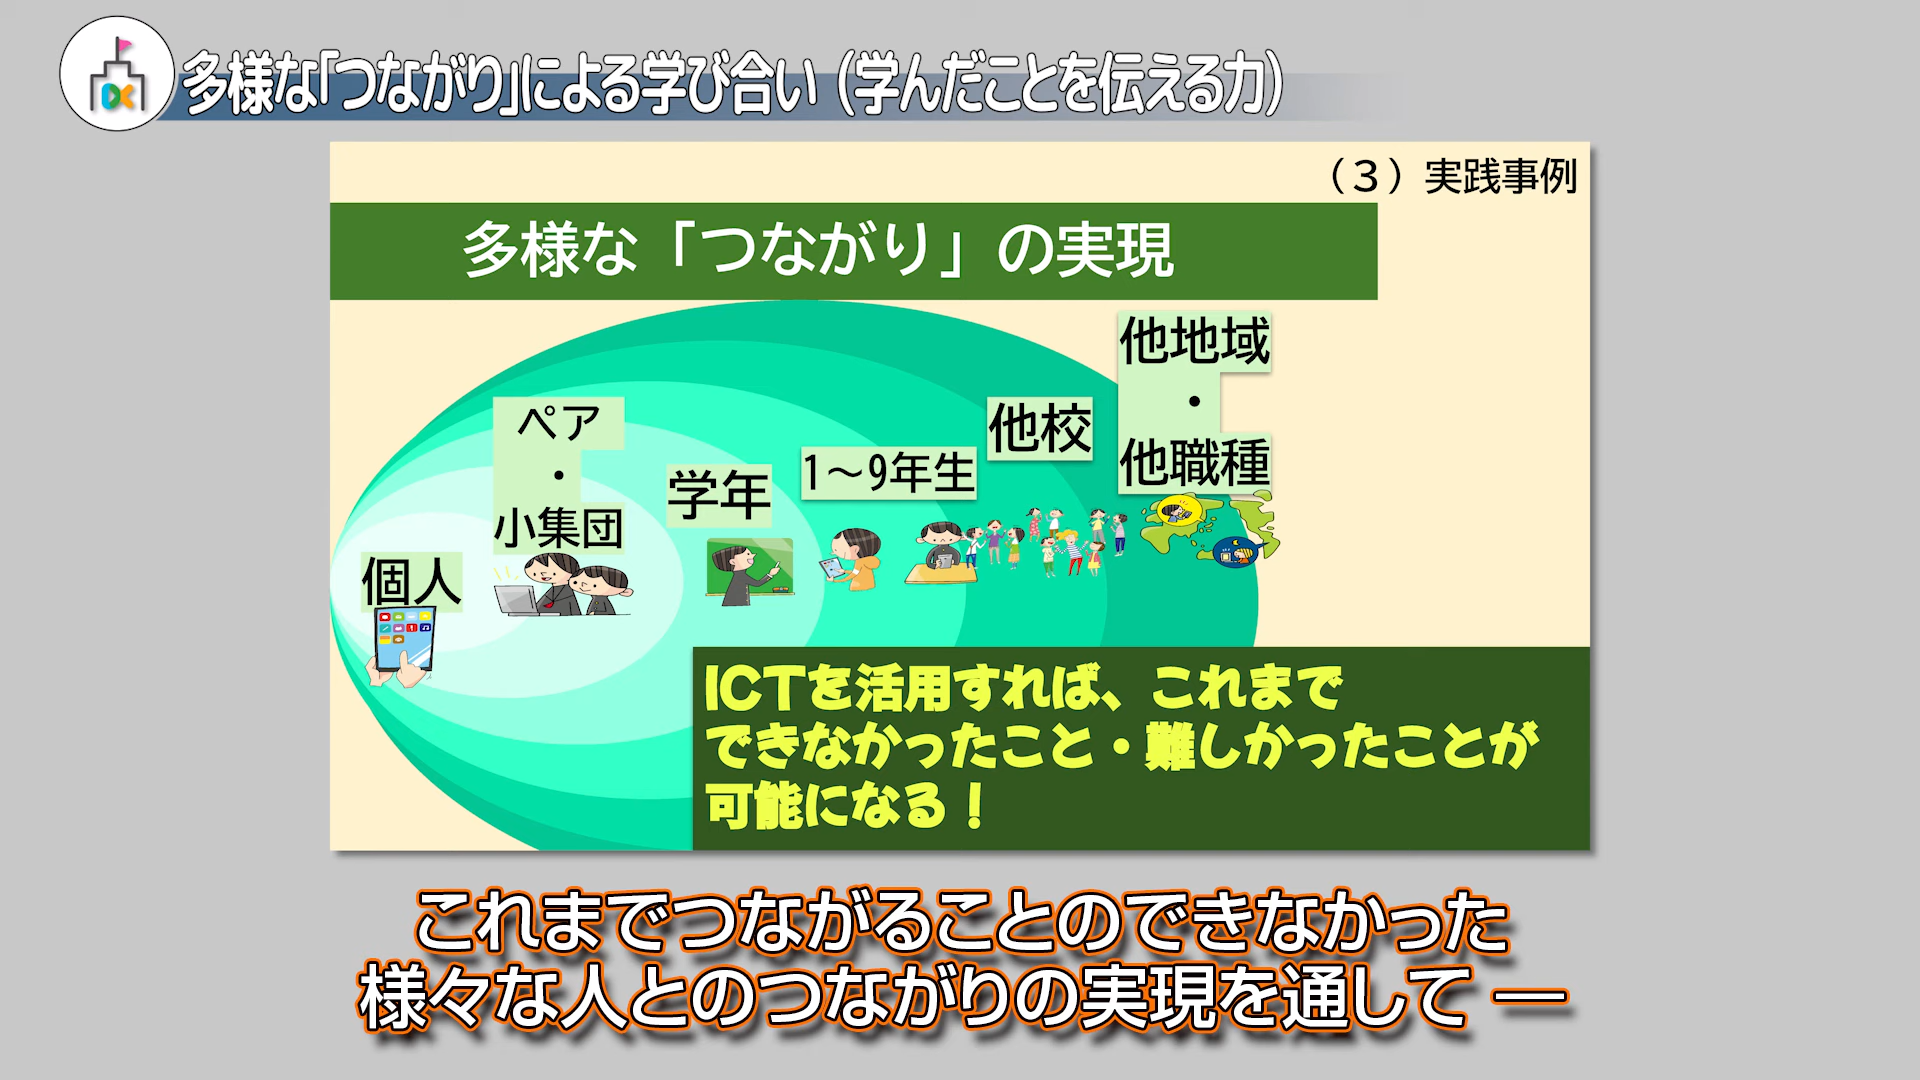 DX
多様な「つながり」による学び合い（学んだことを伝える力）
（３）実践事例
多様な「つながり」の実現
個人
ペア
・
小集団
学年
1～9年生
他校
他地域
・
他職種
ICTを活用すれば、これまで
できなかったこと・難しかったことが
可能になる！
これまでつながることのできなかった
様々な人とのつながりの実現を通して ―